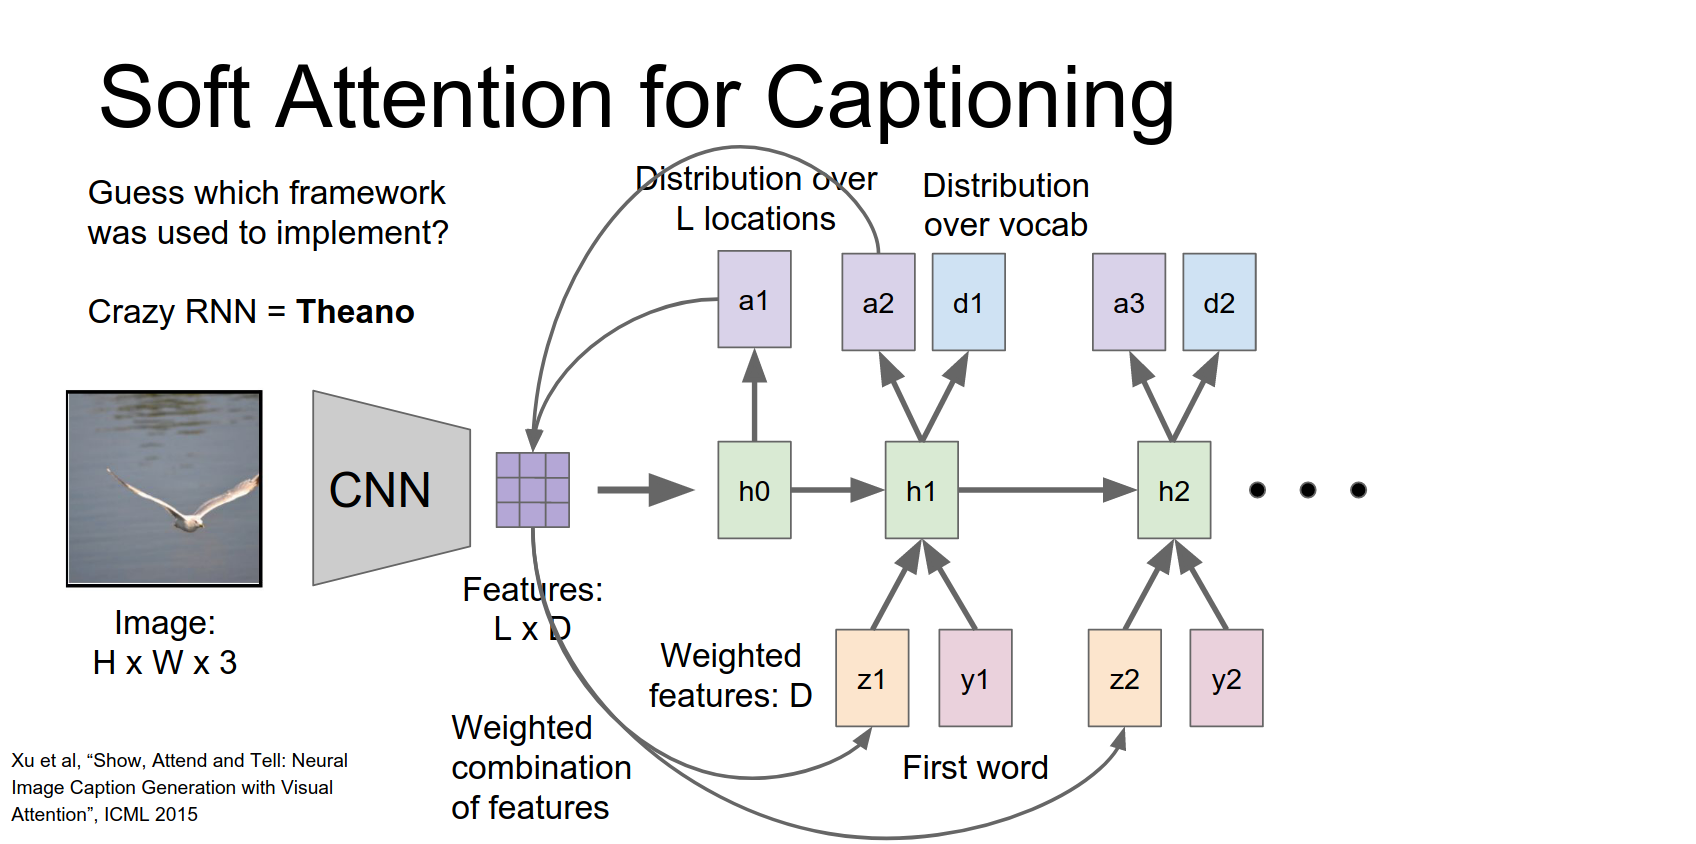 Soft Attention for Captioning
Guess which framework
was used to implement?
Crazy RNN = Theano
Distribution over
L locations
Distribution
over vocab
a1
a2
d1
a3
d2
CNN
h0
h1
h2
Image:
H x W x 3
Features:
L x D
Weighted
features: D
z1
y1
z2
y2
Weighted
combination
of features
First word
Xu et al, “Show, Attend and Tell: Neural
Image Caption Generation with Visual
Attention”, ICML 2015